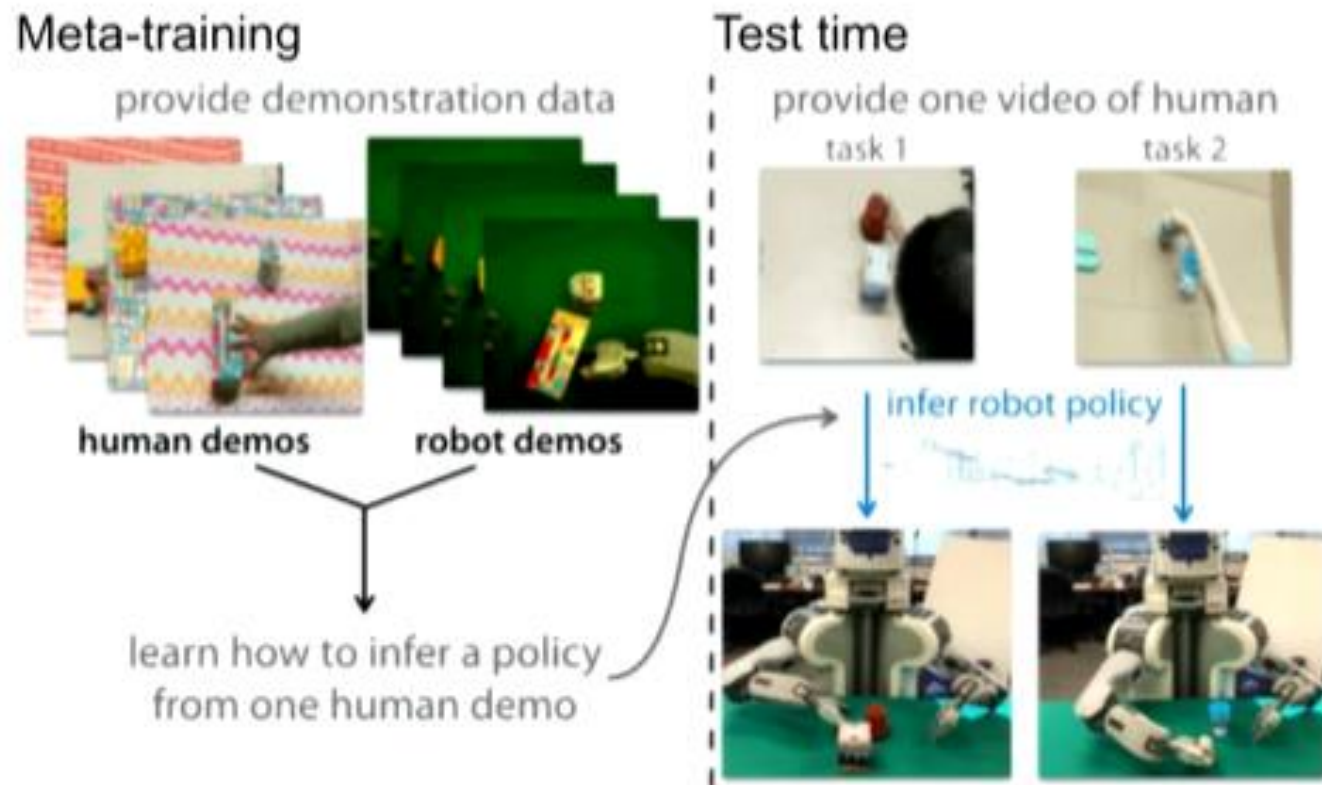 Meta-training
provide demonstration data
human demos
robot demos
learn how to infer a policy
from one human demo
Test time
provide one video of human
task 1
task 2
infer robot policy